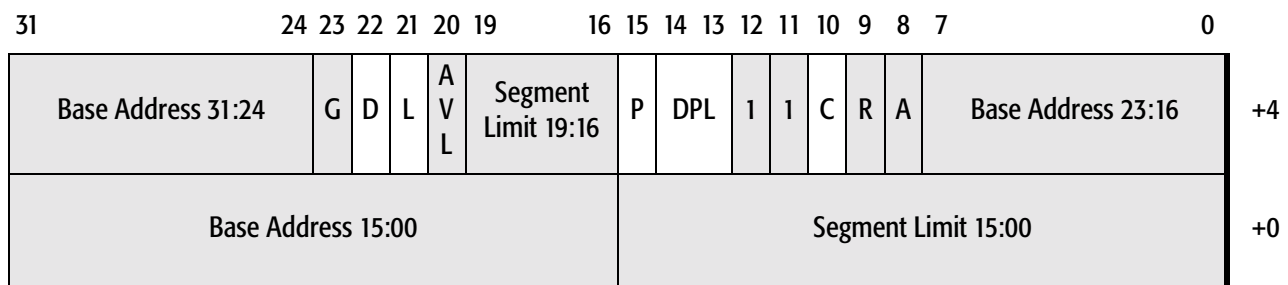 31 24 23 22 21 20 19 16 15 14 13 12 11 10 9 8 7 0
Base Address 31:24 G D L AVL Segment Limit 19:16 P DPL 1 1 C R A Base Address 23:16 +4
Base Address 15:00 Segment Limit 15:00 +0